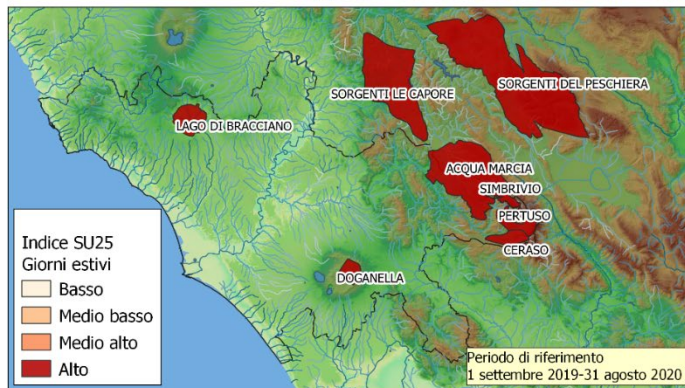 SORGENTI LE CAPORE
SORGENTI DEL PESCHIERA
LAGO DI BRACCIANO
ACQUA MARCIA
SIMBRIVIO
PERTUSO
CERASO
DOGANELLA
Indice SU25
Giorni estivi
Basso
Medio basso
Medio alto
Alto
Periodo di riferimento
1 settembre 2019-31 agosto 2020